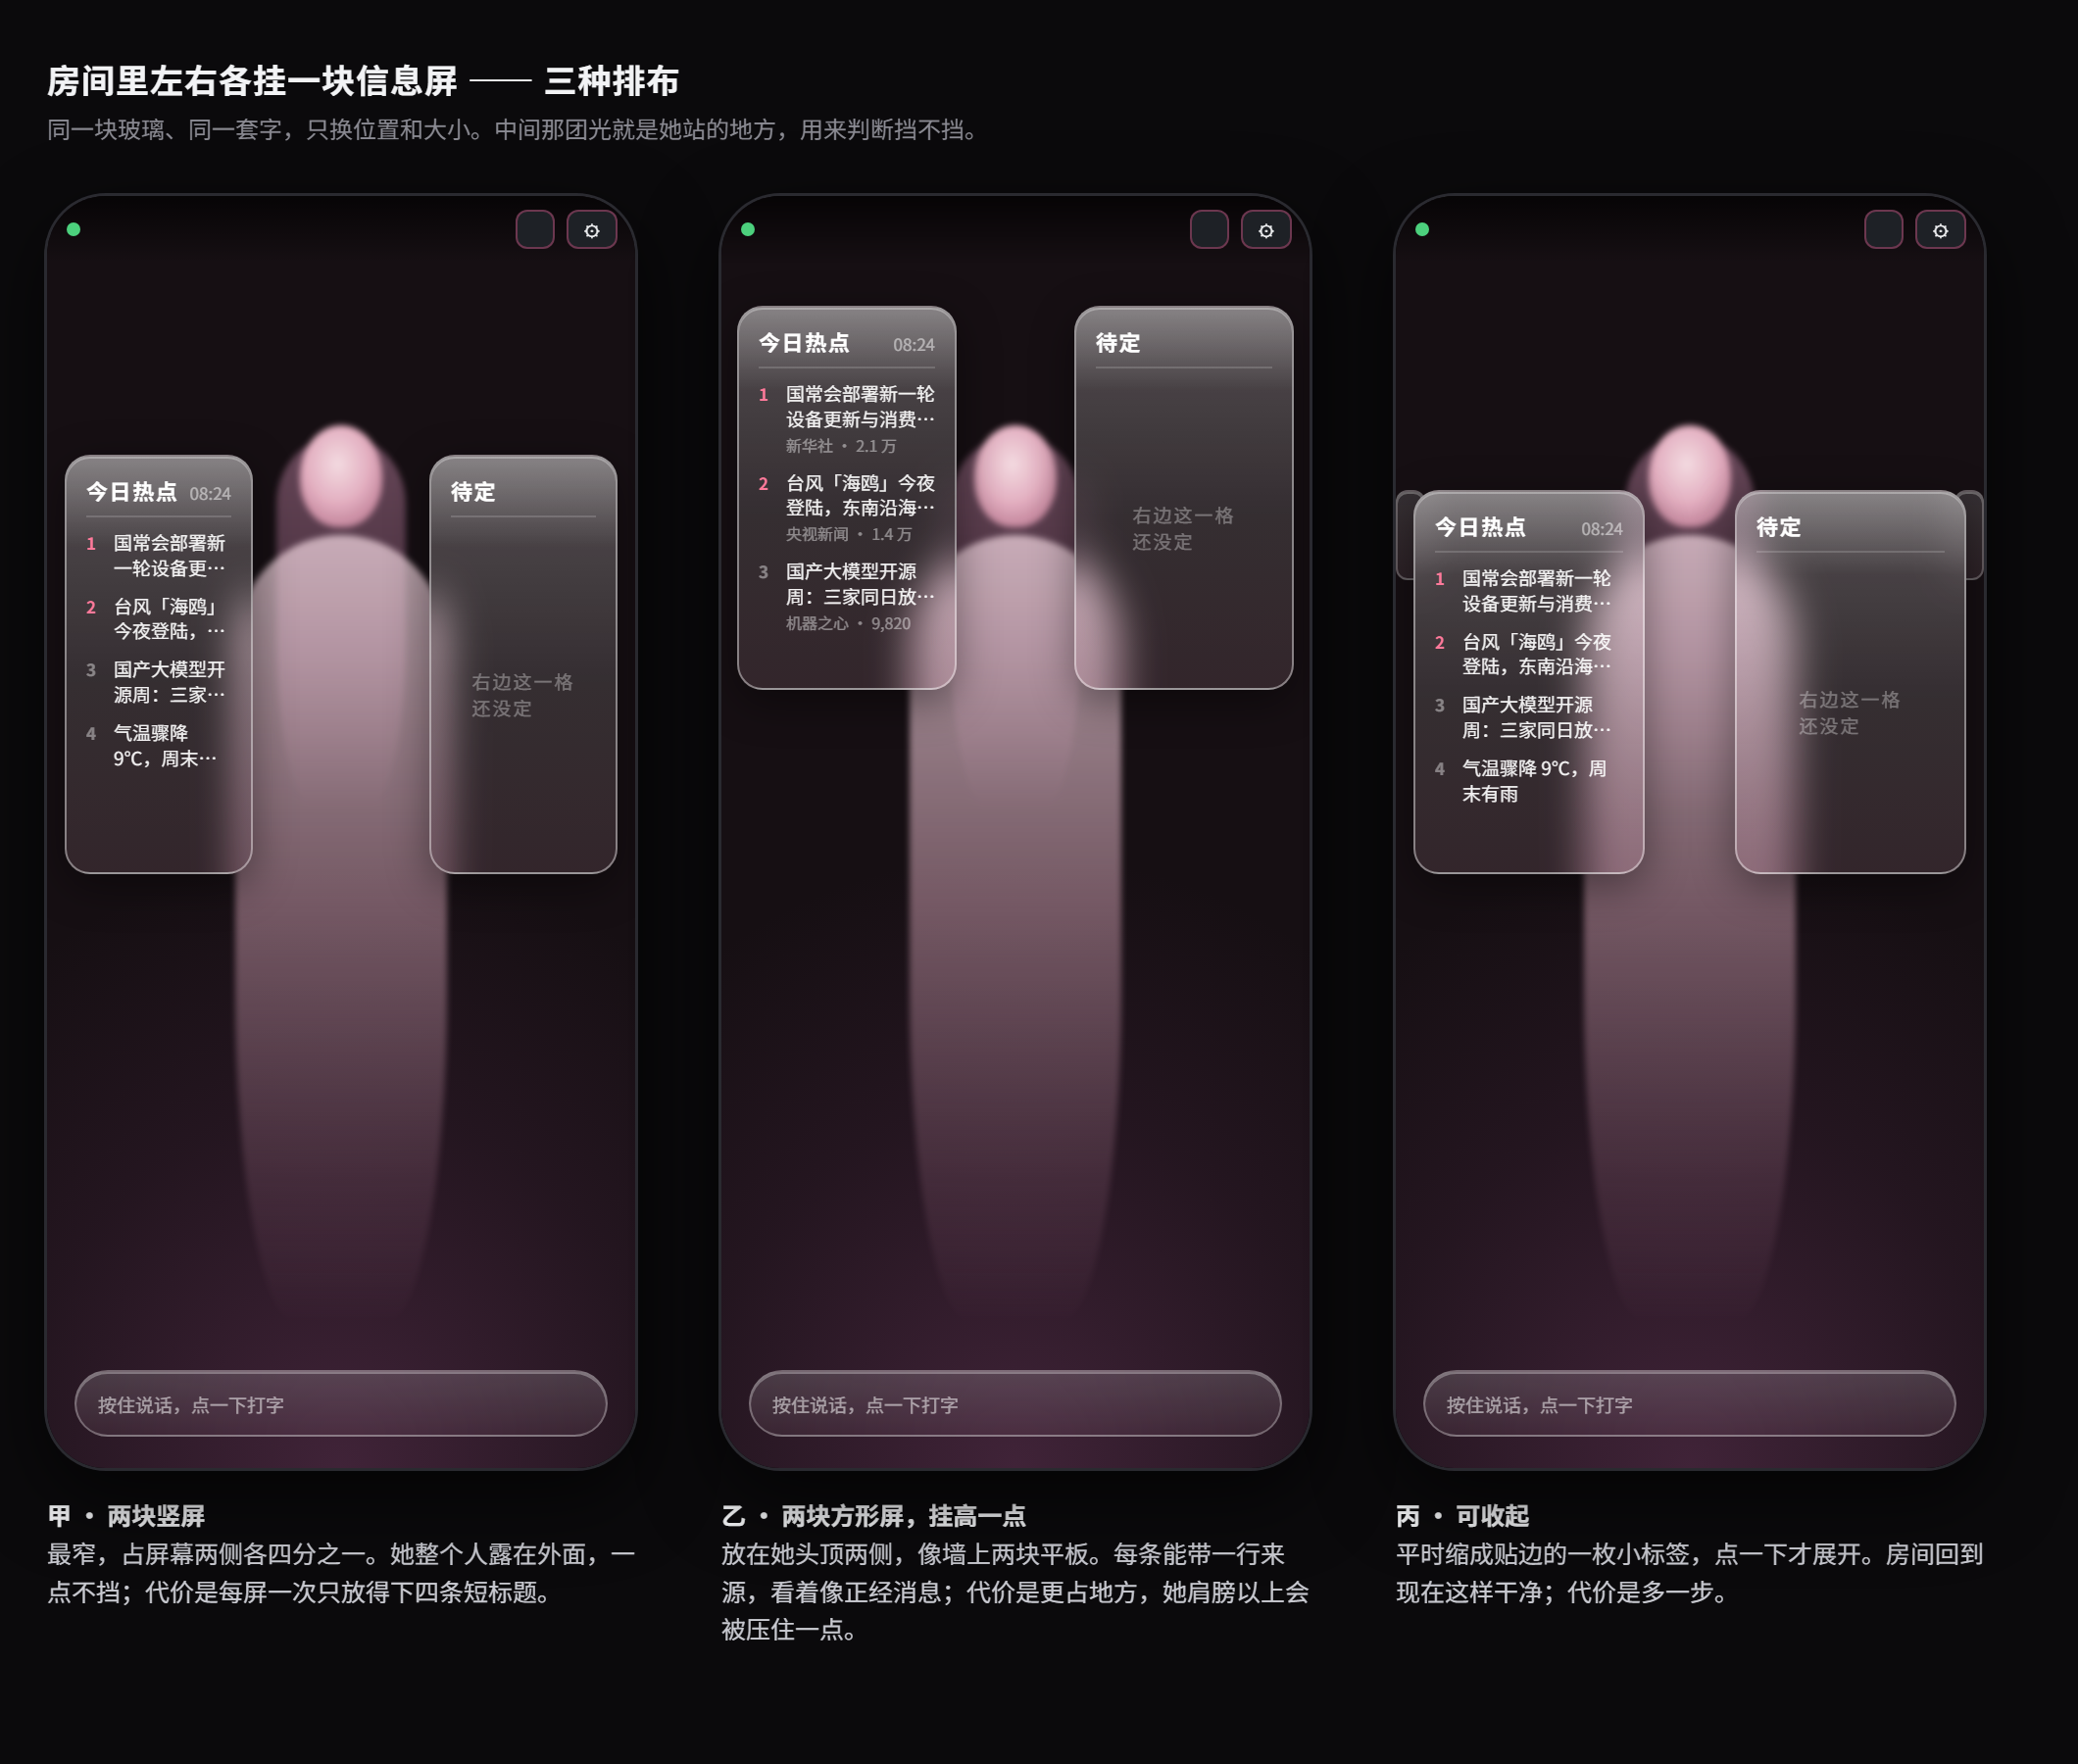 房间里左右各挂一块信息屏 —— 三种排布
同一块玻璃、同一套字，只换位置和大小。中间那团光就是她站的地方，用来判断挡不挡。
今日热点 08:24
1 国常会部署新
一轮设备更…
2 台风「海鸥」
今夜登陆，…
3 国产大模型开
源周：三家…
4 气温骤降
9℃，周末…
待定
右边这一格
还没定
按住说话，点一下打字
甲 · 两块竖屏
最窄，占屏幕两侧各四分之一。她整个人露在外面，一
点不挡；代价是每屏一次只放得下四条短标题。
今日热点 08:24
1 国常会部署新一轮
设备更新与消费…
新华社 · 2.1 万
2 台风「海鸥」今夜
登陆，东南沿海…
央视新闻 · 1.4 万
3 国产大模型开源
周：三家同日放…
机器之心 · 9,820
待定
右边这一格
还没定
按住说话，点一下打字
乙 · 两块方形屏，挂高一点
放在她头顶两侧，像墙上两块平板。每条能带一行来
源，看着像正经消息；代价是更占地方，她肩膀以上会
被压住一点。
今日热点 08:24
1 国常会部署新一轮
设备更新与消费…
2 台风「海鸥」今夜
登陆，东南沿海…
3 国产大模型开源
周：三家同日放…
4 气温骤降 9℃，周
末有雨
待定
右边这一格
还没定
按住说话，点一下打字
丙 · 可收起
平时缩成贴边的一枚小标签，点一下才展开。房间回到
现在这样干净；代价是多一步。